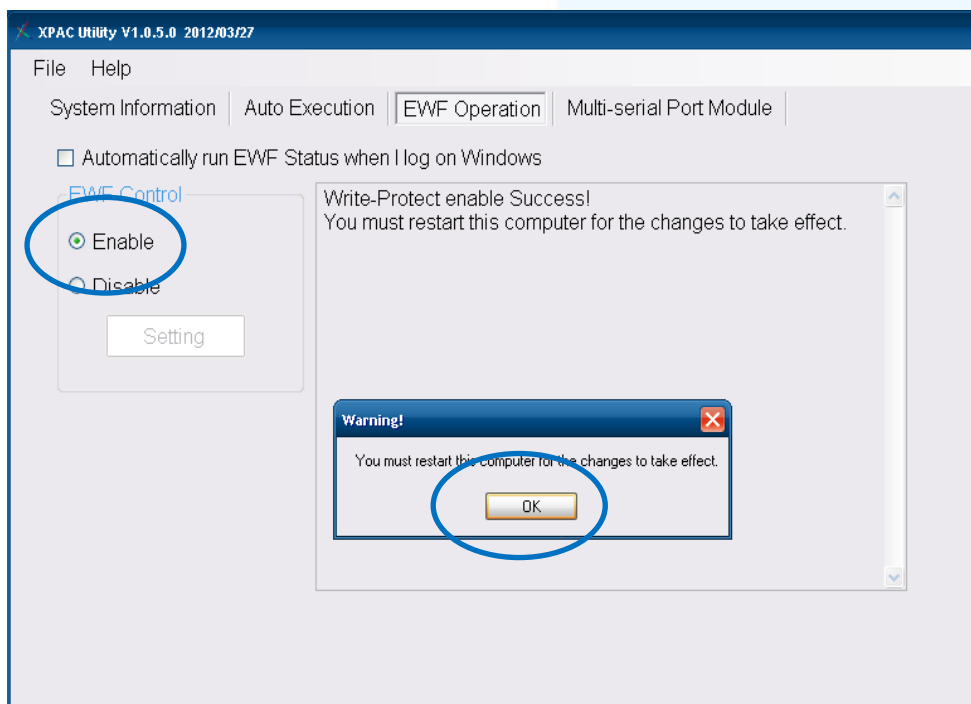 XPAC Utility V1.0.5.0 2012/03/27
File Help
System Information Auto Execution EWF Operation Multi-serial Port Module
Automatically run EWF Status when I log on Windows
EWF Control
Enable
Disable
Setting
Write-Protect enable Success!
You must restart this computer for the changes to take effect.
Warning!
You must restart this computer for the changes to take effect.
OK